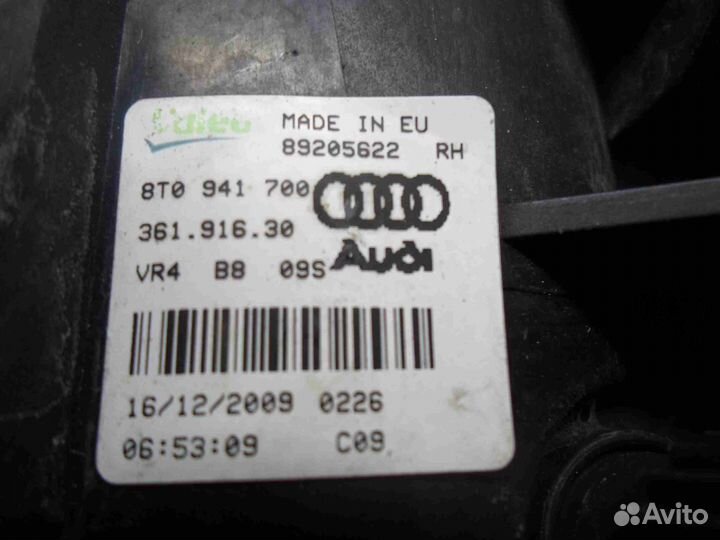 Valeo MADE IN EU
89205622 RH
8T0 941 700
361.916.30
Audi
VR4 B8 09S
16/12/2009 0226
06:53:09 C09
Avito